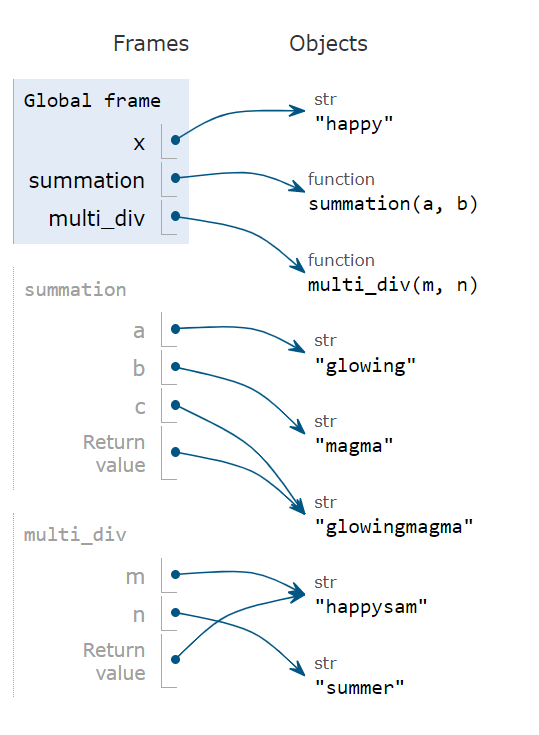 Frames Objects
Global frame
x
summation
multi_div
str
"happy"
function
summation(a, b)
function
multi_div(m, n)
summation
a
b
c
Return
value
str
"glowing"
str
"magma"
str
"glowingmagma"
multi_div
m
n
Return
value
str
"happysam"
str
"summer"